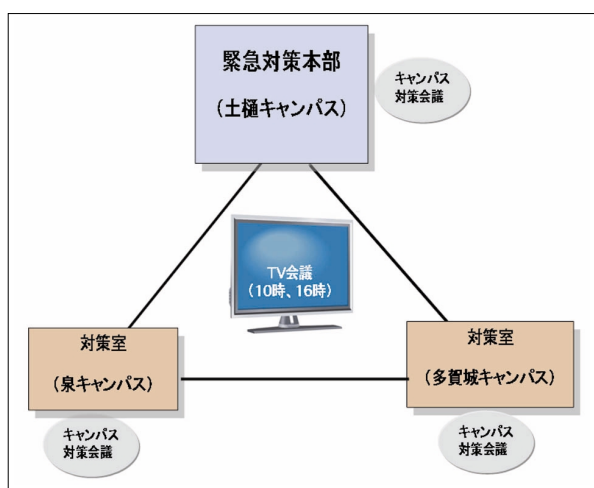 緊急対策本部
(土樋キャンパス)
キャンパス
対策会議
TV会議
(10時、16時)
対策室
(泉キャンパス)
対策室
(多賀城キャンパス)
キャンパス
対策会議
キャンパス
対策会議